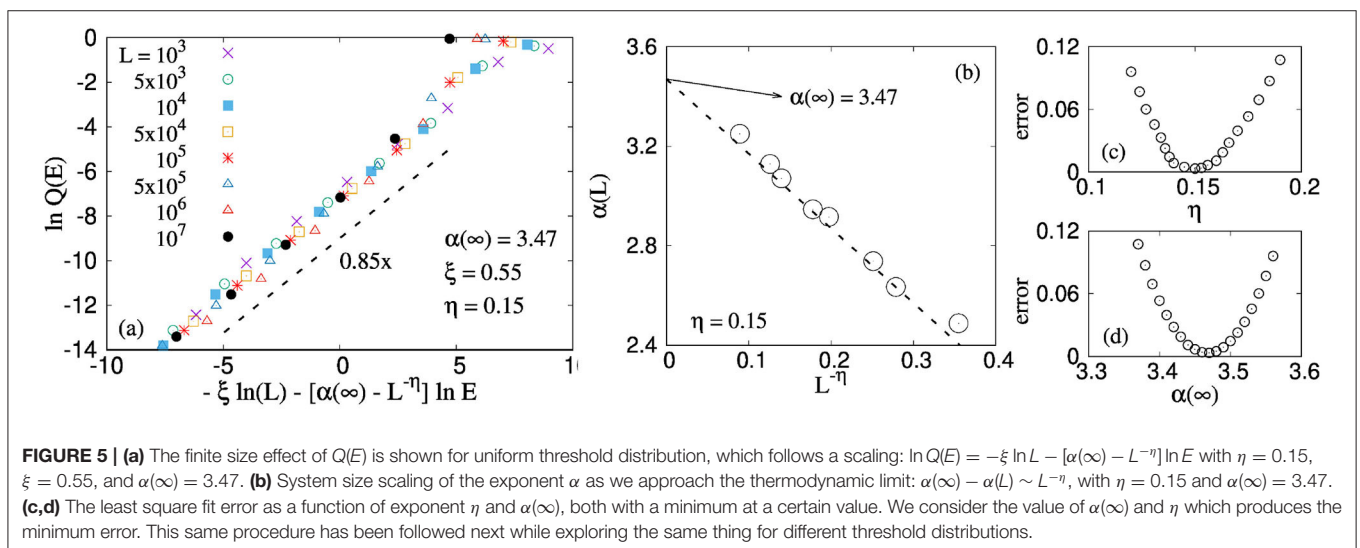 0
L = 10³
5x10³
10⁴
5x10⁴
10⁵
5x10⁵
10⁶
10⁷
-2
-4
-6
-8
-10
-12
-14
ln Q(E)
0.85x
α(∞) = 3.47
ξ = 0.55
η = 0.15
(a)
-10 -5 0 5 10
- ξ ln(L) - [α(∞) - L^-η] ln E
3.6
3.2
2.8
2.4
α(L)
(b)
α(∞) = 3.47
η = 0.15
0 0.1 0.2 0.3 0.4
L^-η
0.12
0.06
0
error
(c)
0.1 0.15 0.2
η
0.12
0.06
0
error
(d)
3.3 3.4 3.5 3.6
α(∞)
FIGURE 5 | (a) The finite size effect of Q(E) is shown for uniform threshold distribution, which follows a scaling: ln Q(E) = −ξ ln L − [α(∞) − L^−η] ln E with η = 0.15,
ξ = 0.55, and α(∞) = 3.47. (b) System size scaling of the exponent α as we approach the thermodynamic limit: α(∞) − α(L) ∼ L^−η, with η = 0.15 and α(∞) = 3.47.
(c,d) The least square fit error as a function of exponent η and α(∞), both with a minimum at a certain value. We consider the value of α(∞) and η which produces the
minimum error. This same procedure has been followed next while exploring the same thing for different threshold distributions.